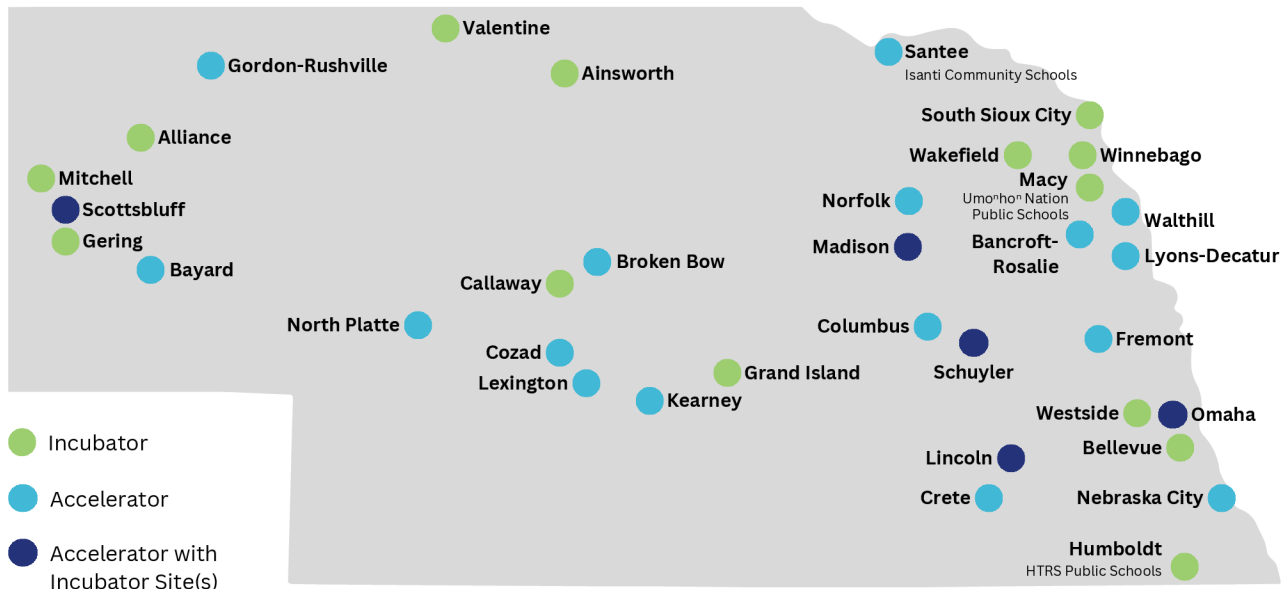 Valentine
Gordon-Rushville
Ainsworth
Santee
Isanti Community Schools
South Sioux City
Alliance
Wakefield
Winnebago
Mitchell
Macy
Umoⁿhoⁿ Nation
Public Schools
Scottsbluff
Norfolk
Walthill
Gering
Madison
Bancroft-
Rosalie
Lyons-Decatur
Bayard
Broken Bow
Callaway
North Platte
Columbus
Fremont
Cozad
Schuyler
Lexington
Grand Island
Kearney
Westside
Omaha
Bellevue
Lincoln
Crete
Nebraska City
Humboldt
HTRS Public Schools
Incubator
Accelerator
Accelerator with
Incubator Site(s)